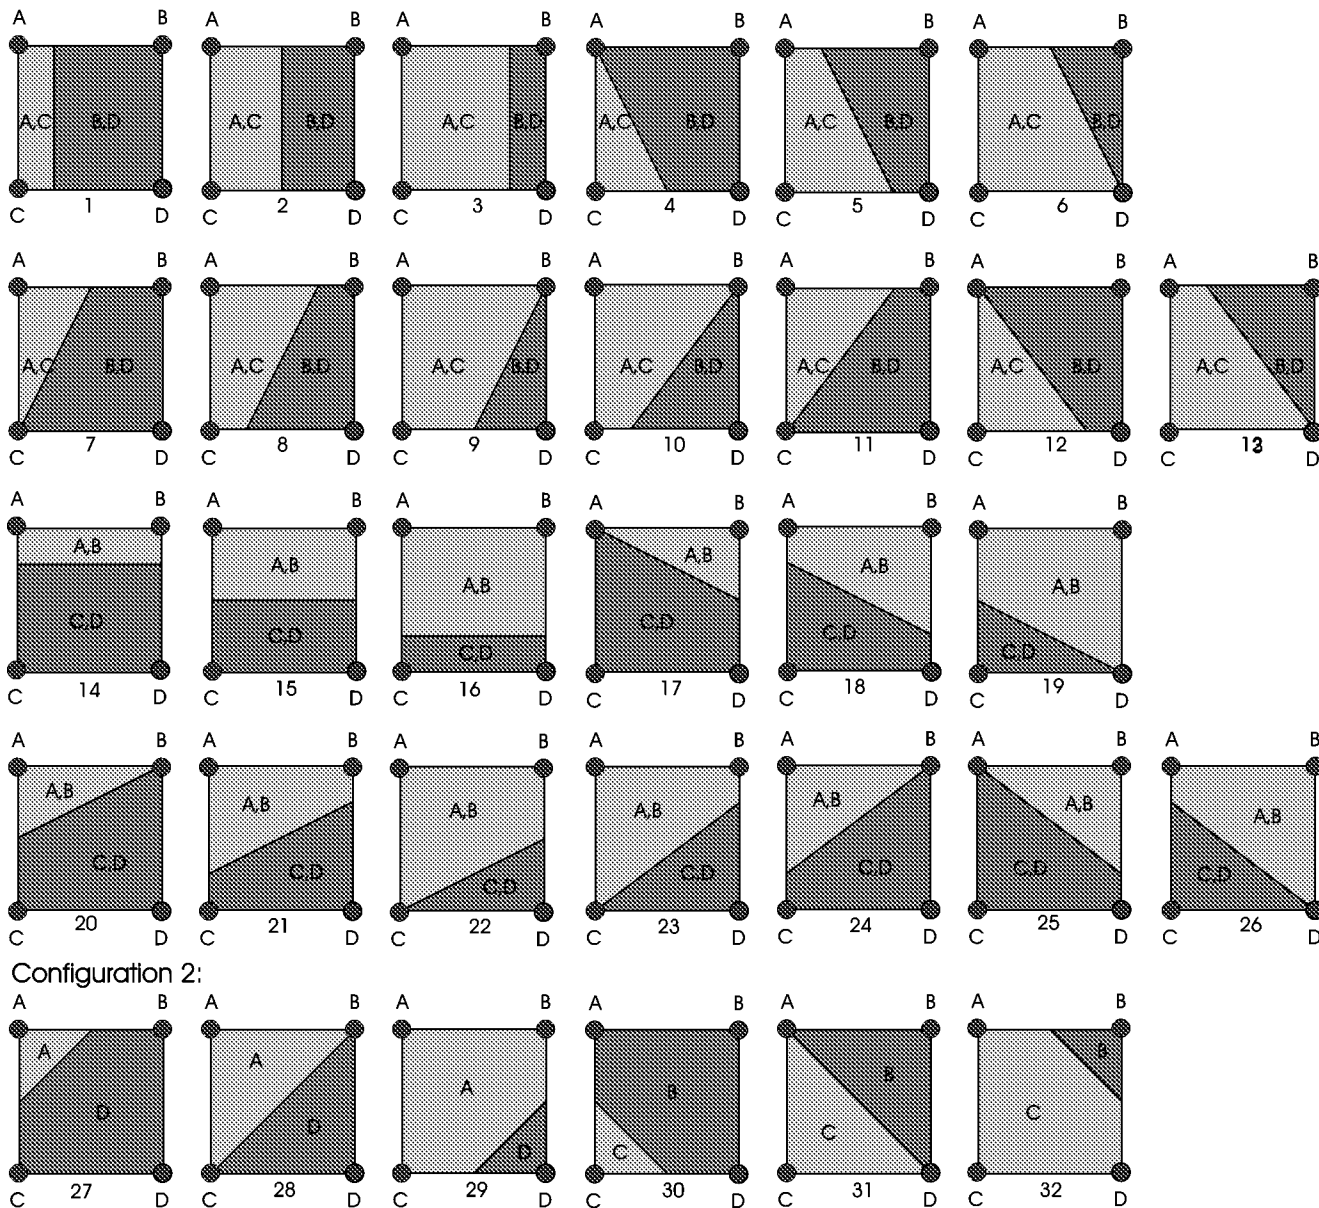 A B A B A B A B A B A B
A,C B,D A,C B,D A,C B,D A,C B,D A,C B,D A,C B,D
C 1 D C 2 D C 3 D C 4 D C 5 D C 6 D
A B A B A B A B A B A B A B
A,C B,D A,C B,D A,C B,D A,C B,D A,C B,D A,C B,D A,C B,D
C 7 D C 8 D C 9 D C 10 D C 11 D C 12 D C 13 D
A B A B A B A B A B A B
A,B A,B A,B A,B A,B A,B
C,D C,D C,D C,D C,D C,D
C 14 D C 15 D C 16 D C 17 D C 18 D C 19 D
A B A B A B A B A B A B A B
A,B A,B A,B A,B A,B A,B A,B
C,D C,D C,D C,D C,D C,D C,D
C 20 D C 21 D C 22 D C 23 D C 24 D C 25 D C 26 D
Configuration 2:
A B A B A B A B A B A B
A D A D A D B C B C B C
C 27 D C 28 D C 29 D C 30 D C 31 D C 32 D